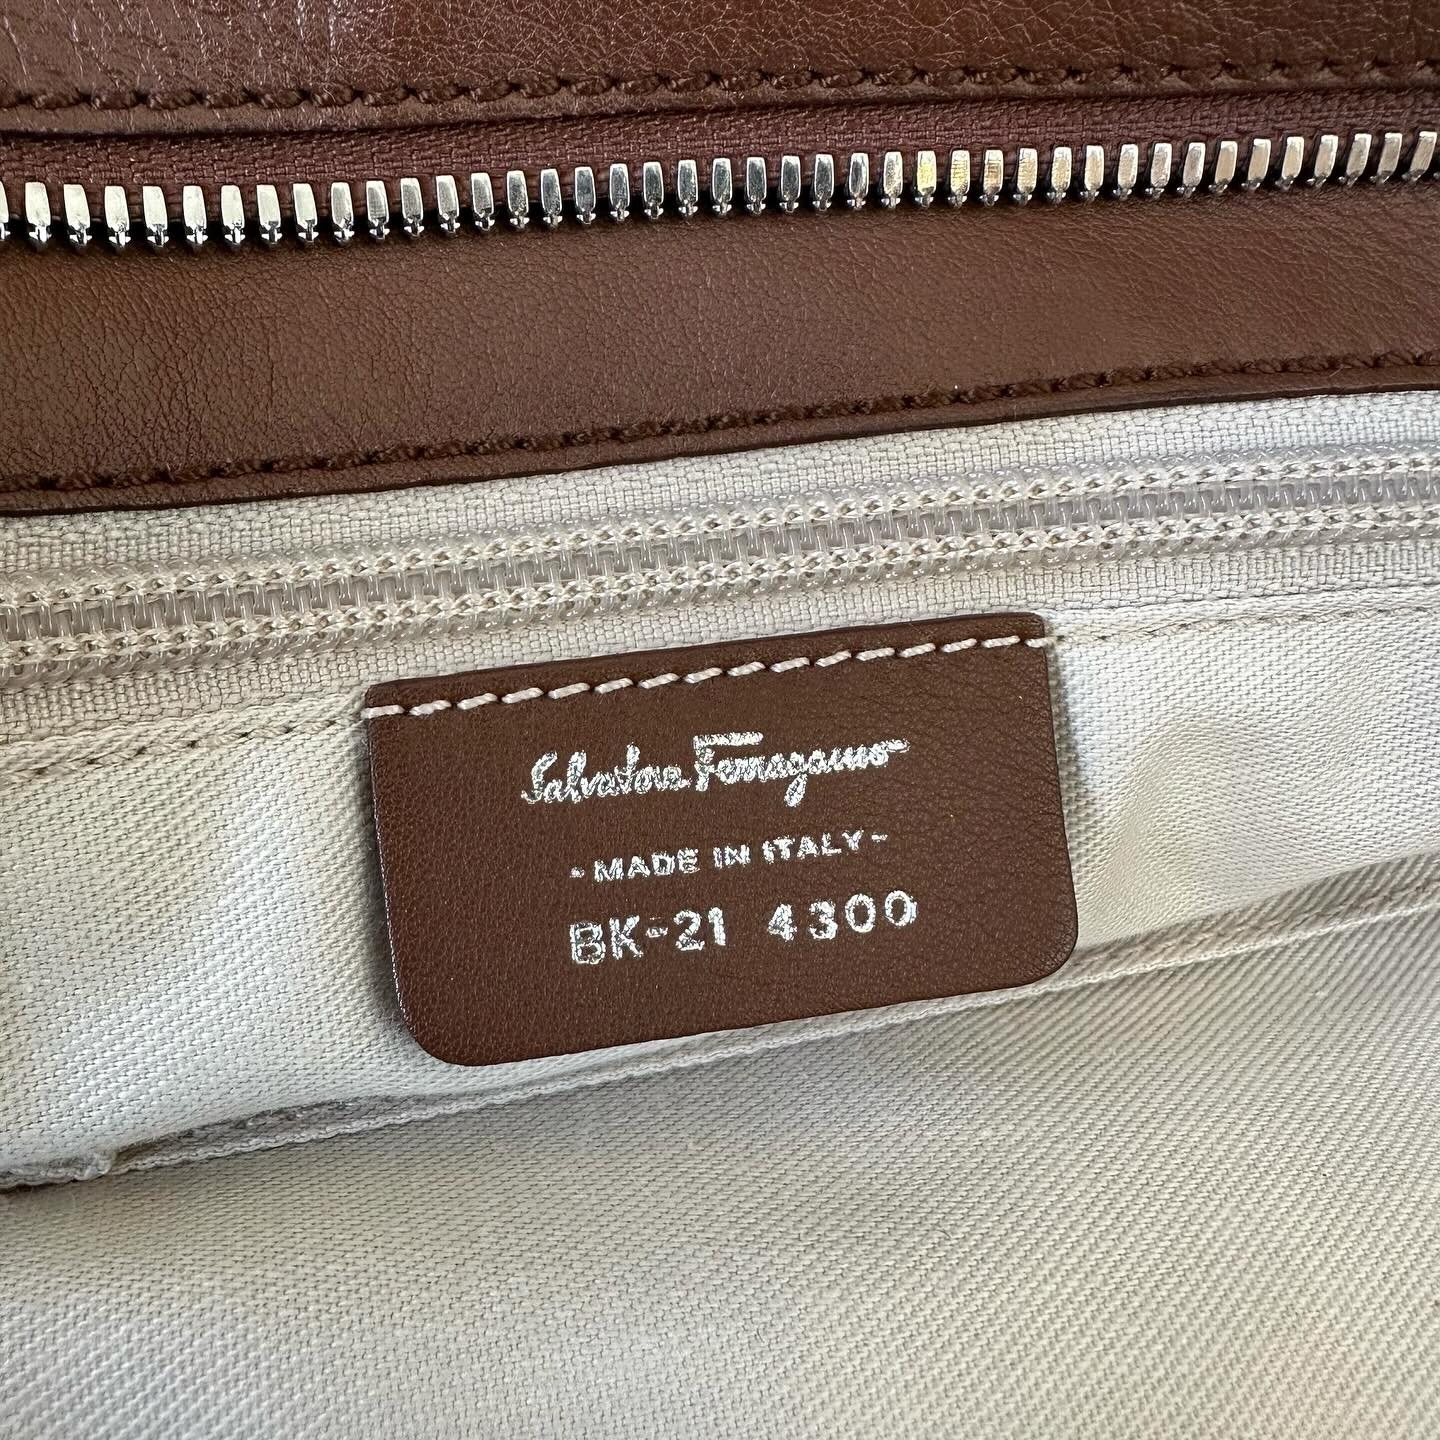 Salvatore Ferragamo
- MADE IN ITALY -
BK-21 4300